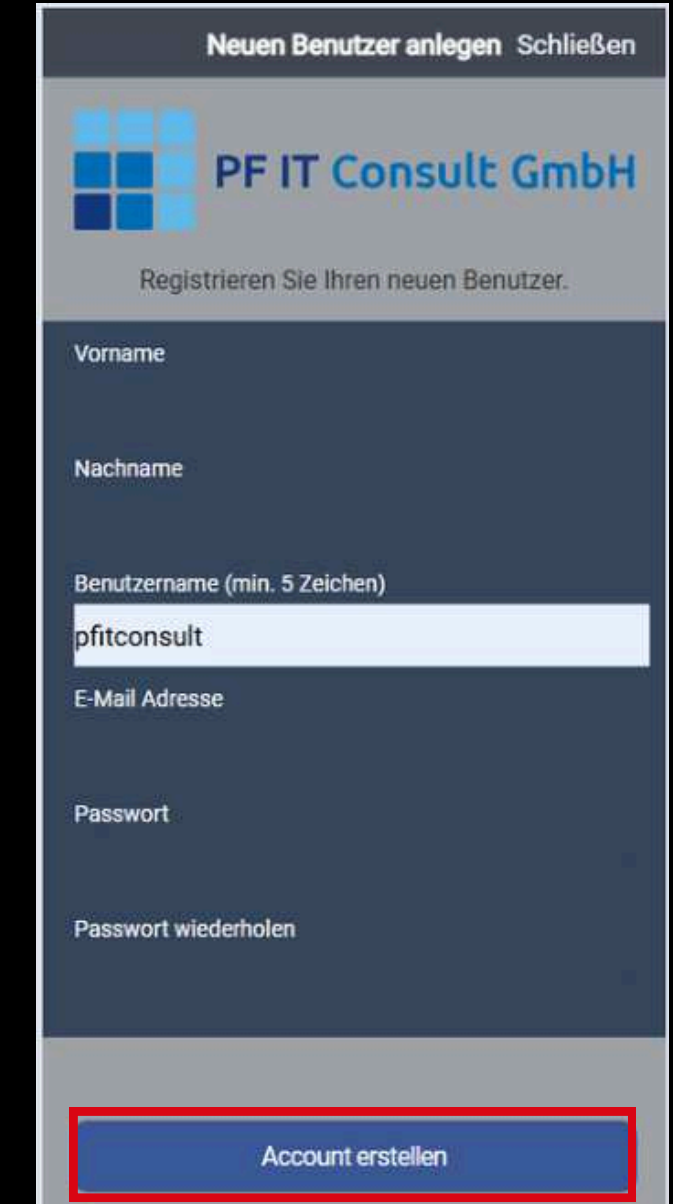 Neuen Benutzer anlegen Schließen
PF IT Consult GmbH
Registrieren Sie Ihren neuen Benutzer.
Vorname
Nachname
Benutzername (min. 5 Zeichen)
pfitconsult
E-Mail Adresse
Passwort
Passwort wiederholen
Account erstellen